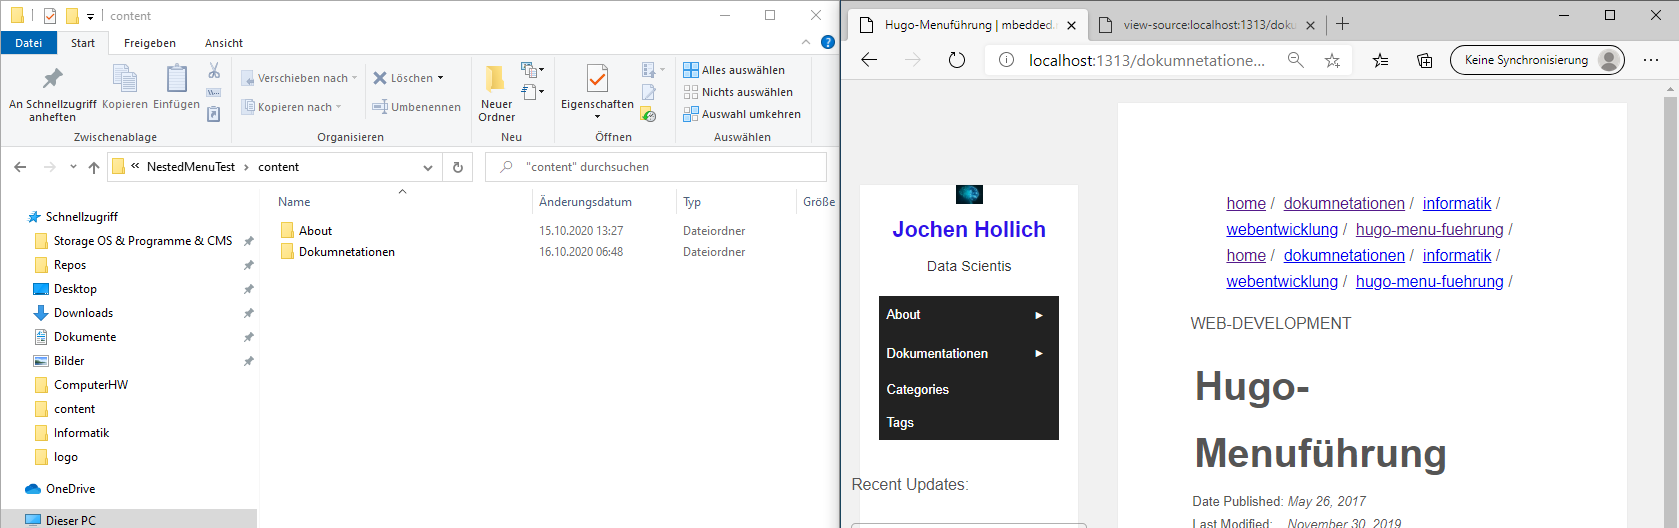 content
Datei Start Freigeben Ansicht
An Schnellzugriff anheften
Kopieren
Einfügen
Zwischenablage
Verschieben nach
Kopieren nach
Löschen
Umbenennen
Organisieren
Neuer Ordner
Neu
Eigenschaften
Öffnen
Alles auswählen
Nichts auswählen
Auswahl umkehren
Auswählen
« NestedMenuTest > content
"content" durchsuchen
Name Änderungsdatum Typ Größe
About 15.10.2020 13:27 Dateiordner
Dokumnetationen 16.10.2020 06:48 Dateiordner
Schnellzugriff
Storage OS & Programme & CMS
Repos
Desktop
Downloads
Dokumente
Bilder
ComputerHW
content
Informatik
logo
OneDrive
Dieser PC
Hugo-Menuführung | mbedded.
view-source:localhost:1313/doku
localhost:1313/dokumnetatione...
Keine Synchronisierung
Jochen Hollich
Data Scientis
About
Dokumentationen
Categories
Tags
Recent Updates:
home / dokumnetationen / informatik /
webentwicklung / hugo-menu-fuehrung /
home / dokumnetationen / informatik /
webentwicklung / hugo-menu-fuehrung /
WEB-DEVELOPMENT
Hugo-
Menuführung
Date Published: May 26, 2017
Last Modified: November 30, 2019